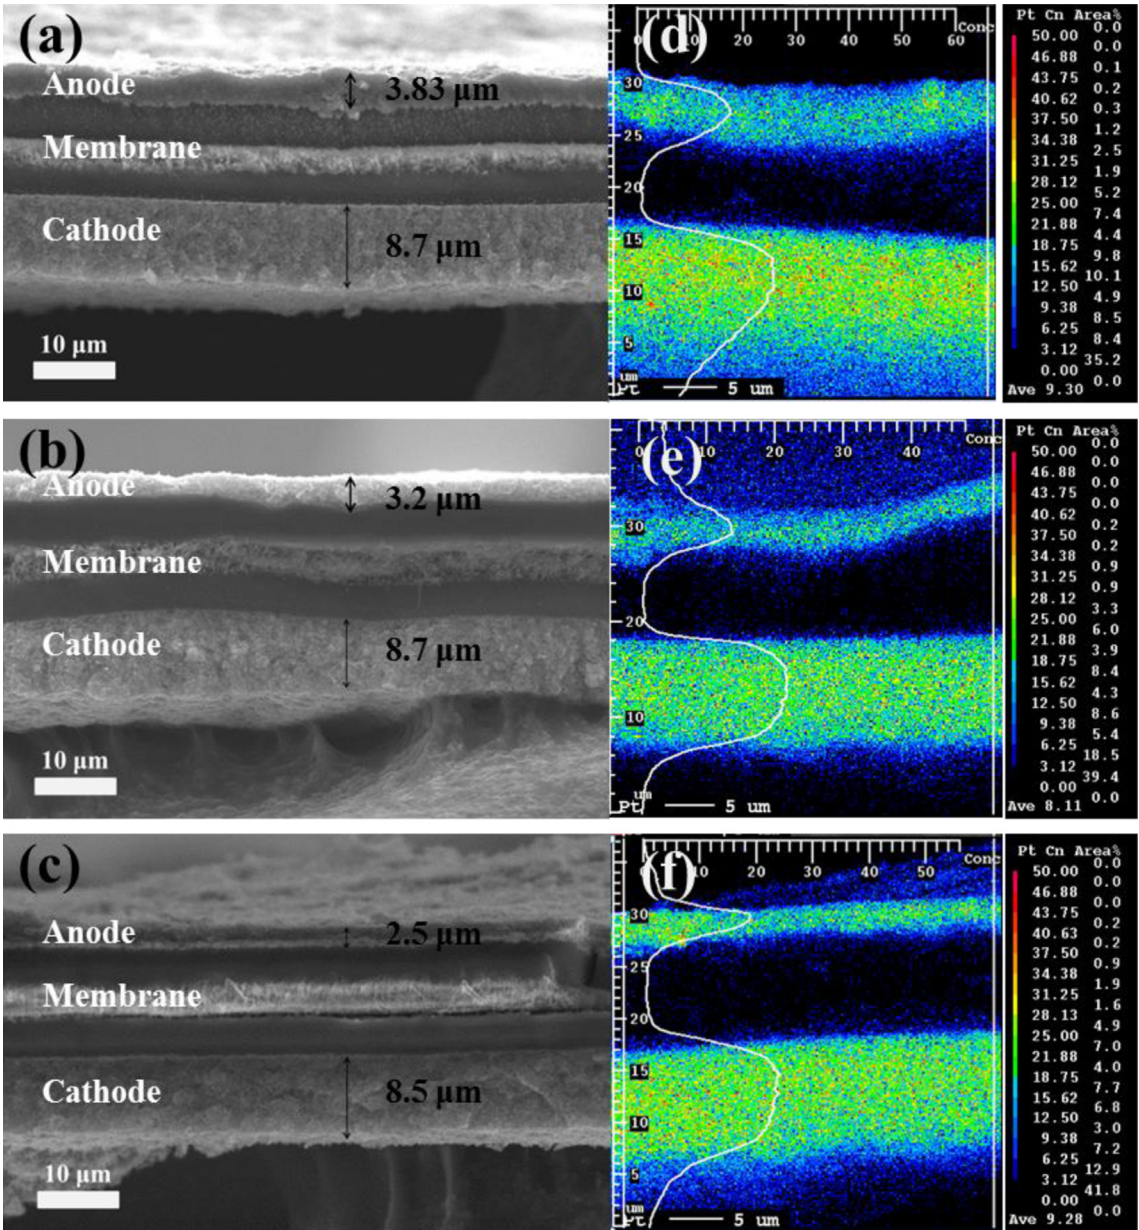 (a)
Anode
3.83 μm
Membrane
Cathode
8.7 μm
10 μm
(d)
Conc
0 10 20 30 40 50 60
30
25
20
15
10
5
um
Pt
5 um
Pt Cn Area%
0.0
50.00
0.0
46.88
0.1
43.75
0.2
40.62
0.3
37.50
1.2
34.38
2.5
31.25
1.9
28.12
5.2
25.00
7.4
21.88
4.4
18.75
9.8
15.62
10.1
12.50
4.9
9.38
8.5
6.25
8.4
3.12
35.2
0.00
0.0
Ave 9.30
(b)
Anode
3.2 μm
Membrane
Cathode
8.7 μm
10 μm
(e)
Conc
0 10 20 30 40
30
20
10
um
Pt
5 um
Pt Cn Area%
0.0
50.00
0.0
46.88
0.0
43.75
0.0
40.62
0.2
37.50
0.2
34.38
0.9
31.25
0.9
28.12
3.3
25.00
6.0
21.88
3.9
18.75
8.4
15.62
4.3
12.50
8.6
9.38
5.4
6.25
18.5
3.12
39.4
0.00
0.0
Ave 8.11
(c)
Anode
2.5 μm
Membrane
Cathode
8.5 μm
10 μm
(f)
Conc
0 10 20 30 40 50
30
25
20
15
10
5
um
Pt
5 um
Pt Cn Area%
0.0
50.00
0.0
46.88
0.0
43.75
0.2
40.63
0.2
37.50
0.9
34.38
1.9
31.25
1.6
28.13
4.9
25.00
7.0
21.88
4.0
18.75
7.7
15.62
6.8
12.50
3.0
9.38
7.2
6.25
12.9
3.12
41.8
0.00
0.0
Ave 9.28